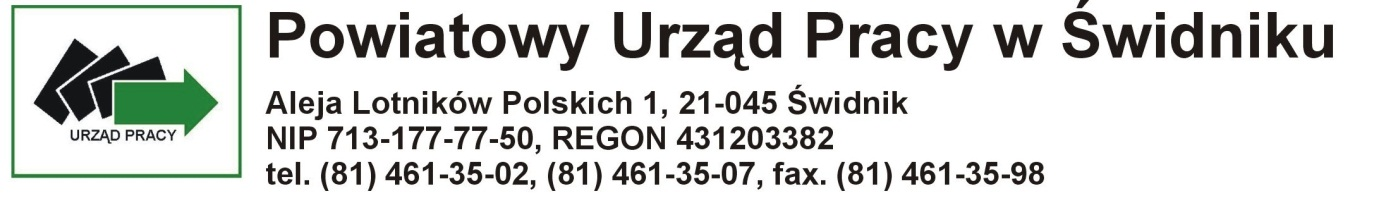 URZĄD PRACY
Powiatowy Urząd Pracy w Świdniku
Aleja Lotników Polskich 1, 21-045 Świdnik
NIP 713-177-77-50, REGON 431203382
tel. (81) 461-35-02, (81) 461-35-07, fax. (81) 461-35-98